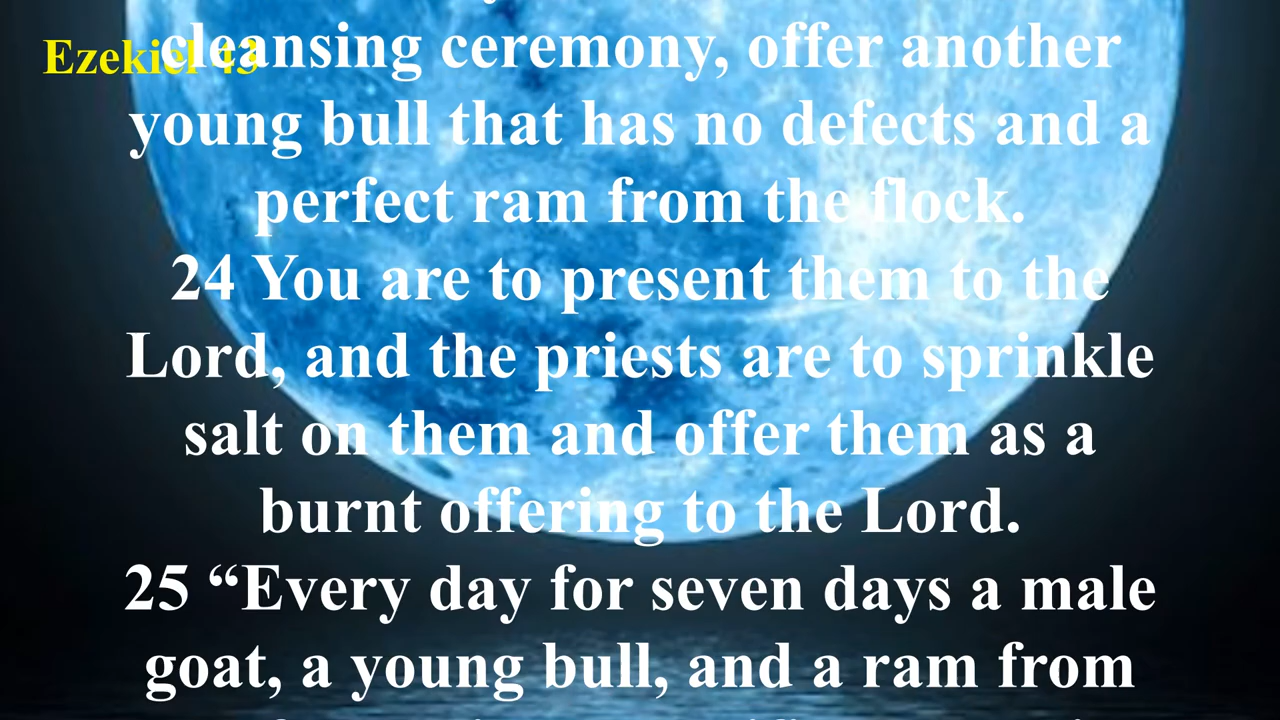 Ezekiel 43
cleansing ceremony, offer another
young bull that has no defects and a
perfect ram from the flock.
24 You are to present them to the
Lord, and the priests are to sprinkle
salt on them and offer them as a
burnt offering to the Lord.
25 “Every day for seven days a male
goat, a young bull, and a ram from